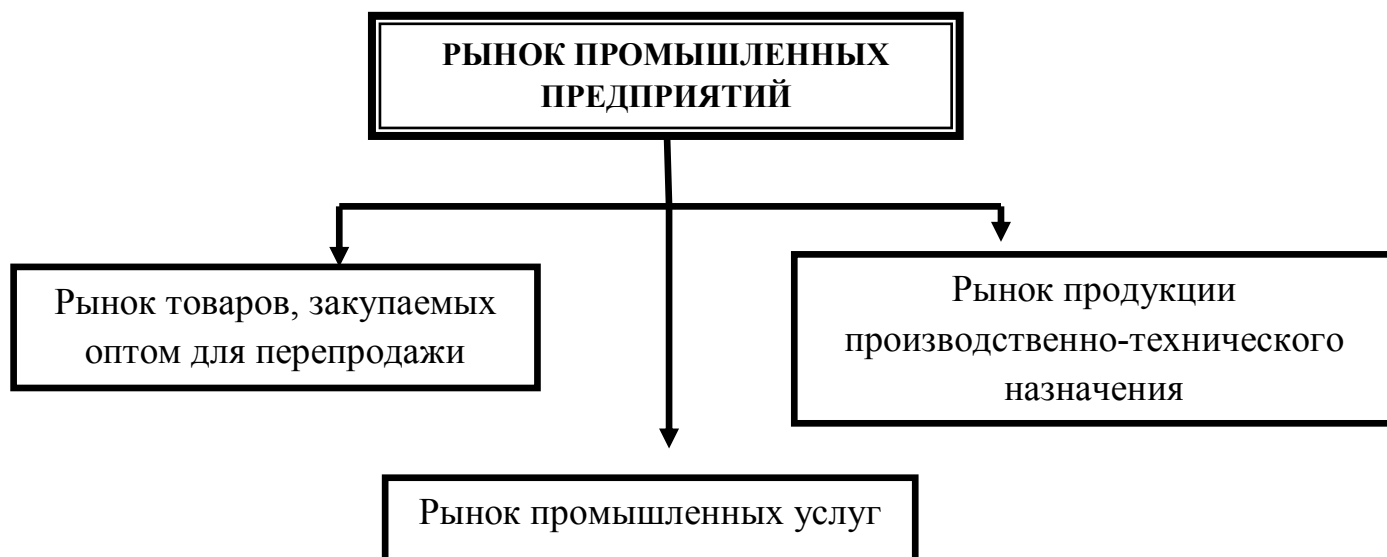 РЫНОК ПРОМЫШЛЕННЫХ
ПРЕДПРИЯТИЙ
Рынок товаров, закупаемых
оптом для перепродажи
Рынок продукции
производственно-технического
назначения
Рынок промышленных услуг